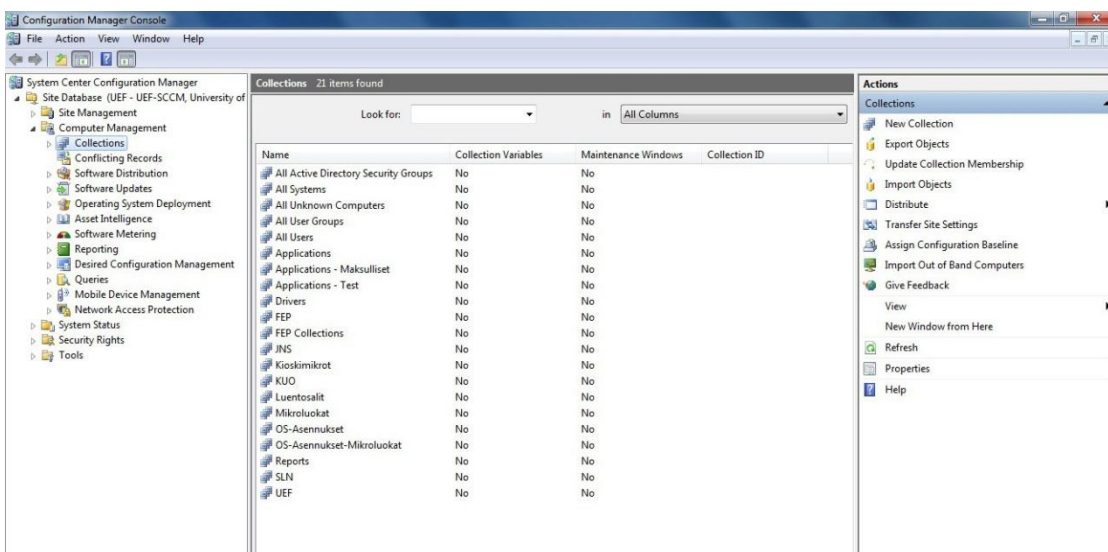 Configuration Manager Console
File Action View Window Help
System Center Configuration Manager
Site Database (UEF - UEF-SCCM, University of
Site Management
Computer Management
Collections
Conflicting Records
Software Distribution
Software Updates
Operating System Deployment
Asset Intelligence
Software Metering
Reporting
Desired Configuration Management
Queries
Mobile Device Management
Network Access Protection
System Status
Security Rights
Tools
Collections 21 items found
Look for: in All Columns
Name Collection Variables Maintenance Windows Collection ID
All Active Directory Security Groups No No
All Systems No No
All Unknown Computers No No
All User Groups No No
All Users No No
Applications No No
Applications - Maksulliset No No
Applications - Test No No
Drivers No No
FEP No No
FEP Collections No No
JNS No No
Kioskimikrot No No
KUO No No
Luentosalit No No
Mikroluokat No No
OS-Asennukset No No
OS-Asennukset-Mikroluokat No No
Reports No No
SLN No No
UEF No No
Actions
Collections
New Collection
Export Objects
Update Collection Membership
Import Objects
Distribute
Transfer Site Settings
Assign Configuration Baseline
Import Out of Band Computers
Give Feedback
View
New Window from Here
Refresh
Properties
Help